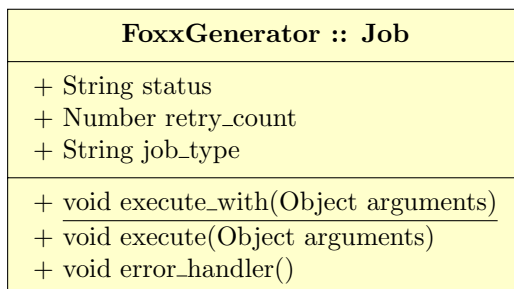 FoxxGenerator :: Job
+ String status
+ Number retry_count
+ String job_type
+ void execute_with(Object arguments)
+ void execute(Object arguments)
+ void error_handler()